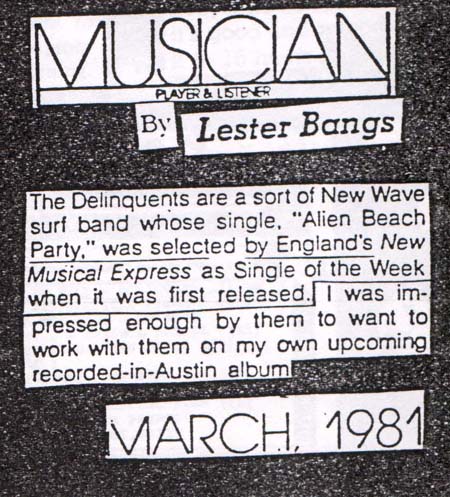 MUSICIAN
PLAYER & LISTENER
By Lester Bangs
The Delinquents are a sort of New Wave
surf band whose single, "Alien Beach
Party," was selected by England's New
Musical Express as Single of the Week
when it was first released. I was im-
pressed enough by them to want to
work with them on my own upcoming
recorded-in-Austin album
MARCH, 1981